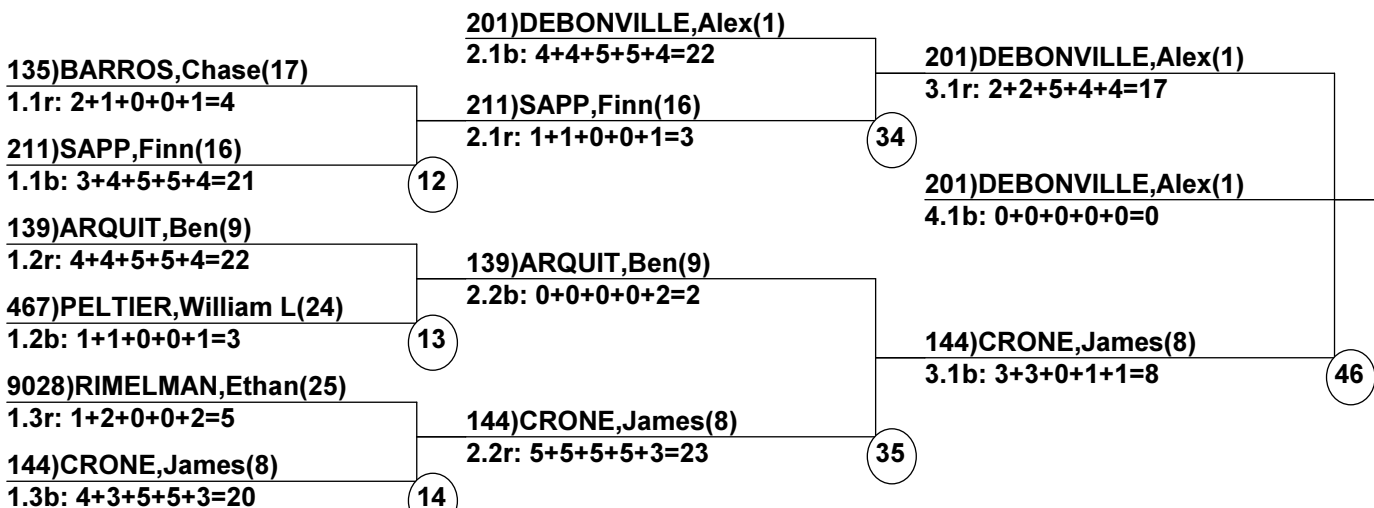 135)BARROS,Chase(17)
1.1r: 2+1+0+0+1=4
211)SAPP,Finn(16)
1.1b: 3+4+5+5+4=21
12
139)ARQUIT,Ben(9)
1.2r: 4+4+5+5+4=22
467)PELTIER,William L(24)
1.2b: 1+1+0+0+1=3
13
9028)RIMELMAN,Ethan(25)
1.3r: 1+2+0+0+2=5
144)CRONE,James(8)
1.3b: 4+3+5+5+3=20
14
201)DEBONVILLE,Alex(1)
2.1b: 4+4+5+5+4=22
211)SAPP,Finn(16)
2.1r: 1+1+0+0+1=3
34
139)ARQUIT,Ben(9)
2.2b: 0+0+0+0+2=2
144)CRONE,James(8)
2.2r: 5+5+5+5+3=23
35
201)DEBONVILLE,Alex(1)
3.1r: 2+2+5+4+4=17
201)DEBONVILLE,Alex(1)
4.1b: 0+0+0+0+0=0
144)CRONE,James(8)
3.1b: 3+3+0+1+1=8
46